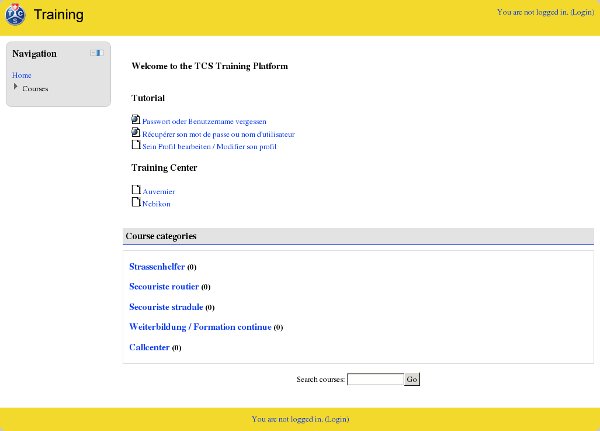 TCS
Training
You are not logged in. (Login)
Navigation
Home
Courses
Welcome to the TCS Training Platform
Tutorial
Passwort oder Benutzername vergessen
Récupérer son mot de passe ou nom d'utilisateur
Sein Profil bearbeiten / Modifier son profil
Training Center
Auvernier
Nebikon
Course categories
Strassenhelfer (0)
Secouriste routier (0)
Secouriste stradale (0)
Weiterbildung / Formation continue (0)
Callcenter (0)
Search courses: Go
You are not logged in. (Login)